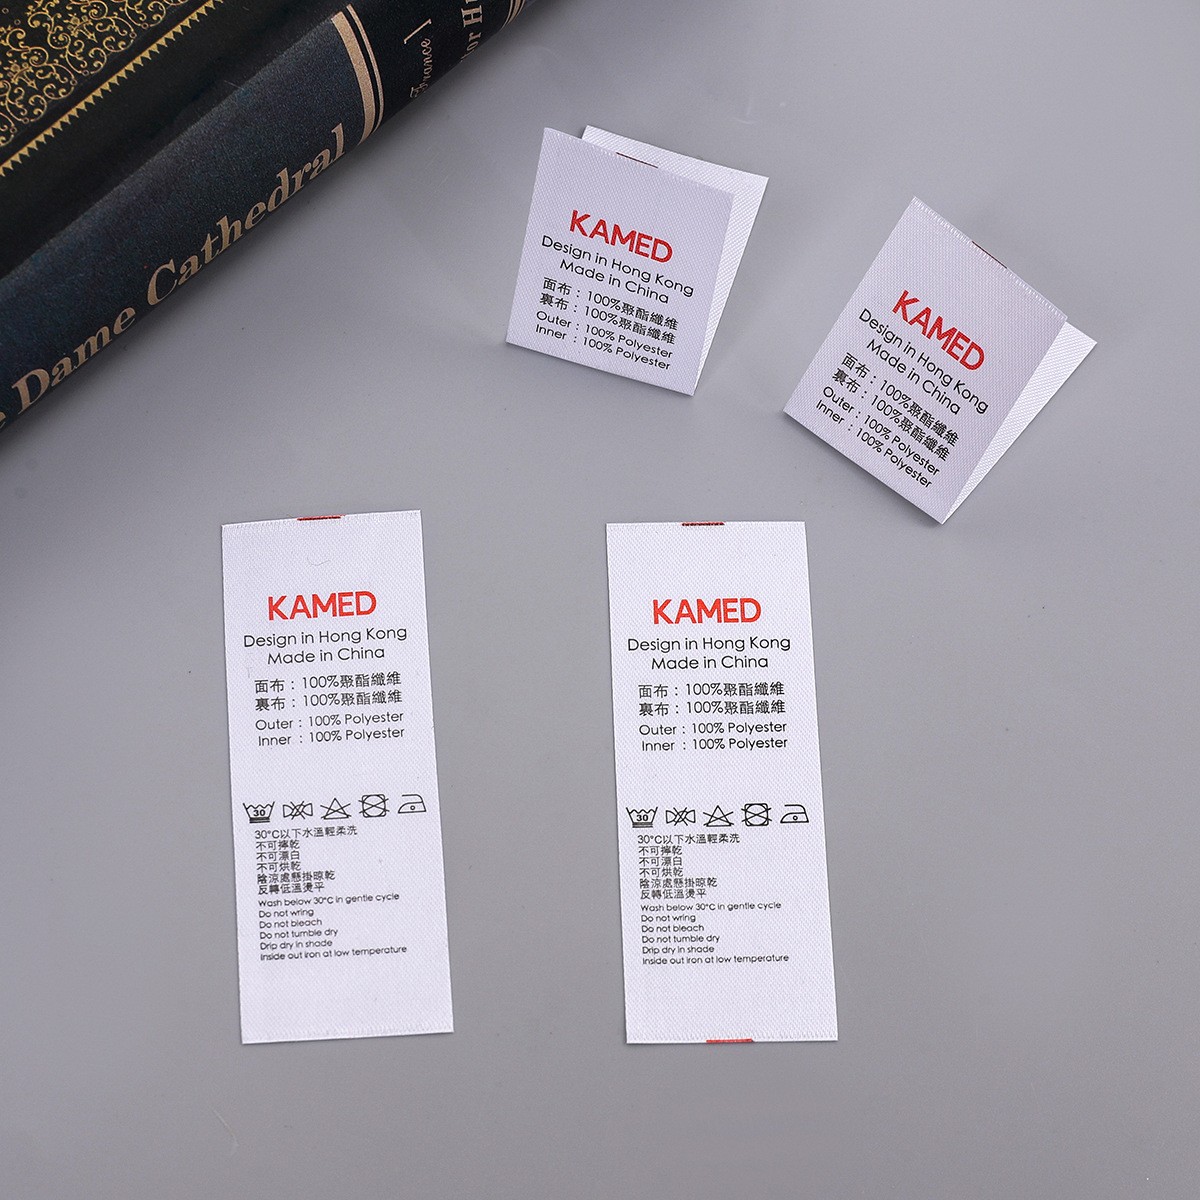 Dame Cathedral
France
KAMED
Design in Hong Kong
Made in China
面布：100%聚酯纖維
裏布：100%聚酯纖維
Outer : 100% Polyester
Inner : 100% Polyester
KAMED
Design in Hong Kong
Made in China
面布：100%聚酯纖維
裏布：100%聚酯纖維
Outer : 100% Polyester
Inner : 100% Polyester
KAMED
Design in Hong Kong
Made in China
面布：100%聚酯纖維
裏布：100%聚酯纖維
Outer : 100% Polyester
Inner : 100% Polyester
30
30°C以下水溫輕柔洗
不可擰乾
不可漂白
不可烘乾
陰涼處懸掛晾乾
反轉低溫燙平
Wash below 30°C in gentle cycle
Do not wring
Do not bleach
Do not tumble dry
Drip dry in shade
Inside out iron at low temperature
KAMED
Design in Hong Kong
Made in China
面布：100%聚酯纖維
裏布：100%聚酯纖維
Outer : 100% Polyester
Inner : 100% Polyester
30
30°C以下水溫輕柔洗
不可擰乾
不可漂白
不可烘乾
陰涼處懸掛晾乾
反轉低溫燙平
Wash below 30°C in gentle cycle
Do not wring
Do not bleach
Do not tumble dry
Drip dry in shade
Inside out iron at low temperature